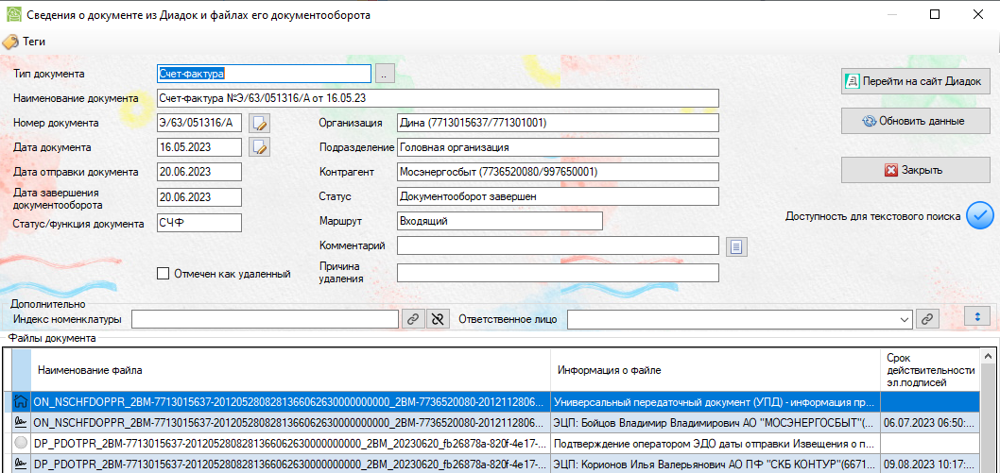 Сведения о документе из Диадок и файлах его документооборота
Теги
Тип документа Счет-фактура ..
Перейти на сайт Диадок
Наименование документа Счет-фактура №Э/63/051316/А от 16.05.23
Номер документа Э/63/051316/А Организация Дина (7713015637/771301001)
Обновить данные
Дата документа 16.05.2023 Подразделение Головная организация
Дата отправки документа 20.06.2023 Контрагент Мосэнергосбыт (7736520080/997650001)
Закрыть
Дата завершения
документооборота 20.06.2023 Статус Документооборот завершен
Статус/функция документа СЧФ Маршрут Входящий
Доступность для текстового поиска
Комментарий
Отмечен как удаленный
Причина
удаления
Дополнительно
Индекс номенклатуры Ответственное лицо
Файлы документа
Наименование файла Информация о файле Срок
действительности
эл.подписей
ON_NSCHFDOPPR_2BM-7713015637-2012052808281366062630000000000_2BM-7736520080-2012112806... Универсальный передаточный документ (УПД) - информация пр...
ON_NSCHFDOPPR_2BM-7713015637-2012052808281366062630000000000_2BM-7736520080-2012112806... ЭЦП: Бойцов Владимир Владимирович АО "МОСЭНЕРГОСБЫТ"(... 06.07.2023 06:50:...
DP_PDOTPR_2BM-7713015637-2012052808281366062630000000000_2BM_20230620_fb26878a-820f-4e17-... Подтверждение оператором ЭДО даты отправки Извещения о п...
DP_PDOTPR_2BM-7713015637-2012052808281366062630000000000_2BM_20230620_fb26878a-820f-4e17-... ЭЦП: Корионов Илья Валерьянович АО ПФ "СКБ КОНТУР"(6671... 09.08.2023 10:17:...